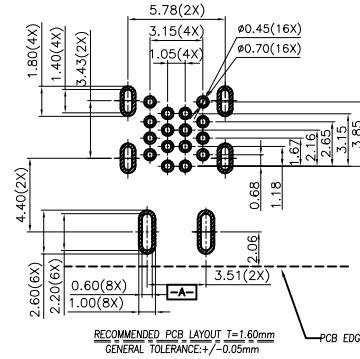 5.78(2X)
3.15(4X)
1.05(4X)
ø0.45(16X)
ø0.70(16X)
1.80(4X)
1.40(4X)
3.43(2X)
4.40(2X)
2.60(6X)
2.20(6X)
0.60(8X)
1.00(8X)
-A-
3.51(2X)
2.06
0.68
1.18
1.67
2.16
2.65
3.15
3.85
PCB EDG
RECOMMENDED PCB LAYOUT T=1.60mm
GENERAL TOLERANCE:+/-0.05mm